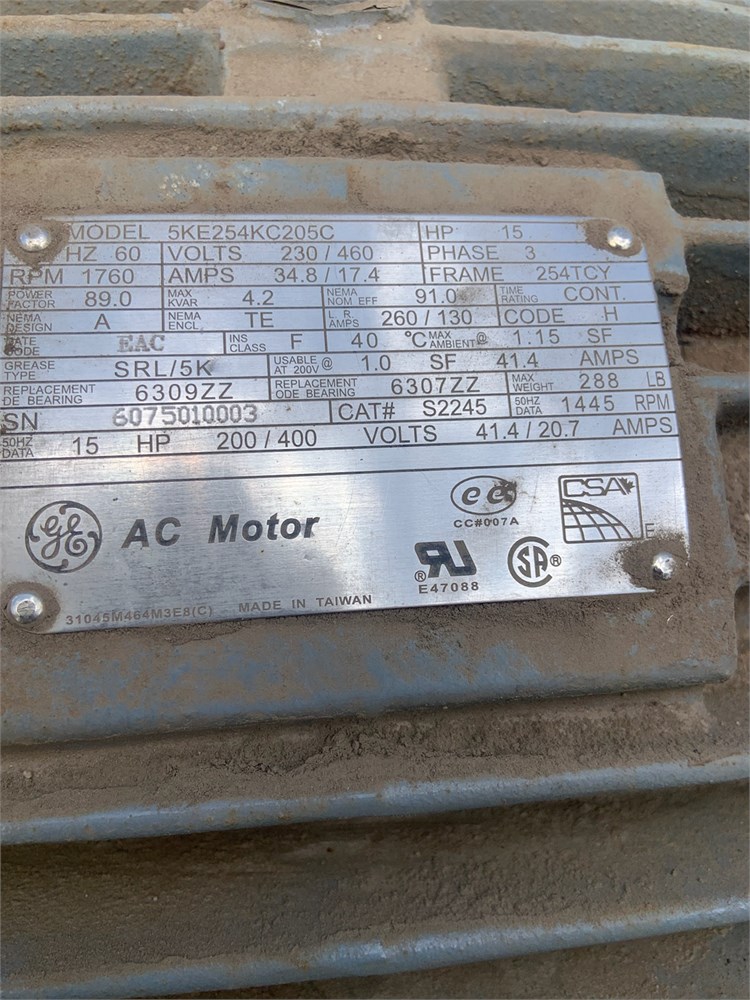 MODEL 5KE254KC205C HP 15
HZ 60 VOLTS 230 / 460 PHASE 3
RPM 1760 AMPS 34.8 / 17.4 FRAME 254TCY
POWER FACTOR 89.0 MAX KVAR 4.2 NEMA NOM EFF 91.0 TIME RATING CONT.
NEMA DESIGN A NEMA ENCL. TE L. R. AMPS 260 / 130 CODE H
DATE CODE EAC INS CLASS F 40 °C MAX AMBIENT @ 1.15 SF
GREASE TYPE SRL/5K USABLE AT 200V @ 1.0 SF 41.4 AMPS
REPLACEMENT DE BEARING 6309ZZ REPLACEMENT ODE BEARING 6307ZZ MAX WEIGHT 288 LB
SN 6075010003 CAT# S2245 50HZ DATA 1445 RPM
50HZ DATA 15 HP 200 / 400 VOLTS 41.4 / 20.7 AMPS
GE AC Motor
ee
CC#007A
CSA
E
RU ®
E47088
SA ®
31045M464M3E8(C) MADE IN TAIWAN